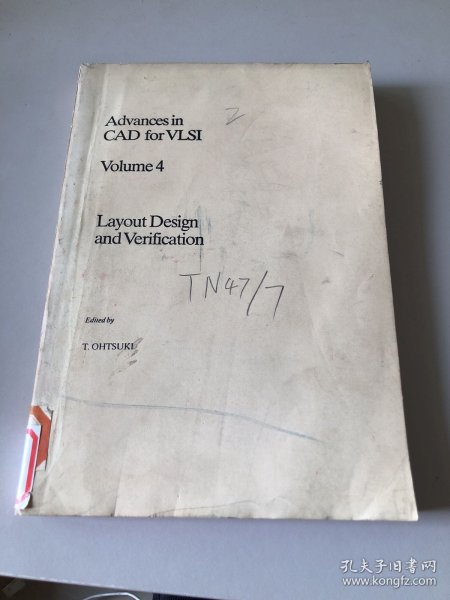 Advances in
CAD for VLSI
Volume 4
Layout Design
and Verification
Edited by
T. OHTSUKI
2
TN47/7
孔夫子旧书网
www.kongfz.com